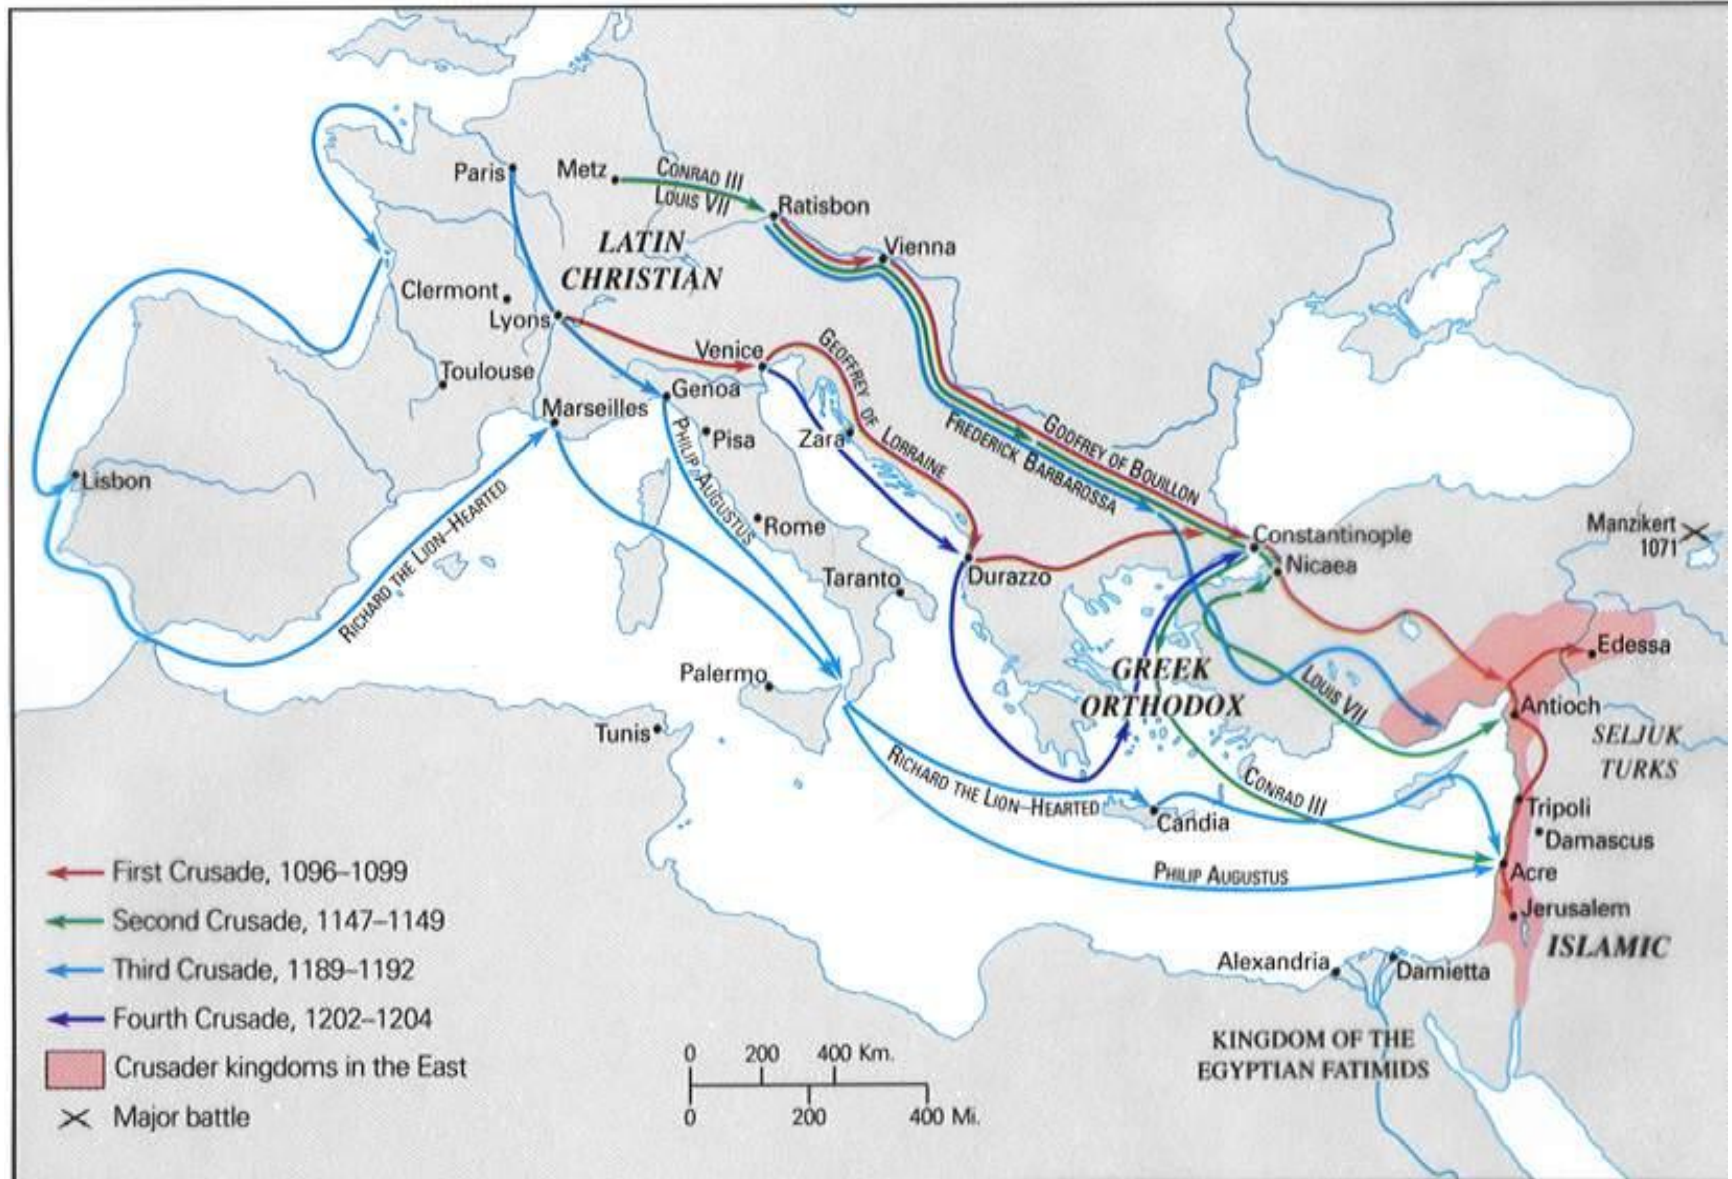 Paris
Metz
CONRAD III
LOUIS VII
Ratisbon
LATIN
CHRISTIAN
Vienna
Clermont
Lyons
Venice
GEOFFREY OF LORRAINE
Toulouse
Genoa
Marseilles
PHILIP AUGUSTUS
Pisa
Zara
FREDERICK BARBAROSSA
GODFREY OF BOUILLON
Lisbon
RICHARD THE LION-HEARTED
Rome
Constantinople
Manzikert
1071
Nicaea
Taranto
Durazzo
Edessa
Palermo
GREEK
ORTHODOX
LOUIS VII
Antioch
Tunis
SELJUK
TURKS
RICHARD THE LION-HEARTED
CONRAD III
Candia
Tripoli
Damascus
PHILIP AUGUSTUS
Acre
Jerusalem
ISLAMIC
Alexandria
Damietta
KINGDOM OF THE
EGYPTIAN FATIMIDS
First Crusade, 1096–1099
Second Crusade, 1147–1149
Third Crusade, 1189–1192
Fourth Crusade, 1202–1204
Crusader kingdoms in the East
Major battle
0 200 400 Km.
0 200 400 Mi.